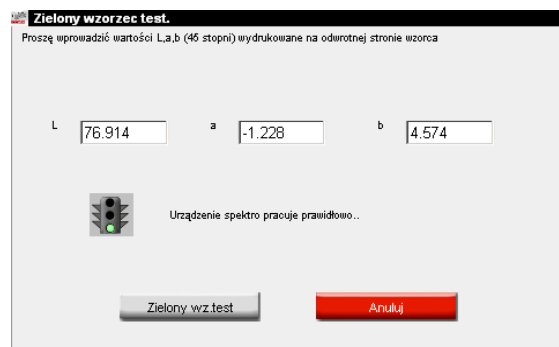 Zielony wzorzec test.
Proszę wprowadzić wartości L,a,b (45 stopni) wydrukowane na odwrotnej stronie wzorca
L 76.914 a -1.228 b 4.574
Urządzenie spektro pracuje prawidłowo..
Zielony wz.test Anuluj